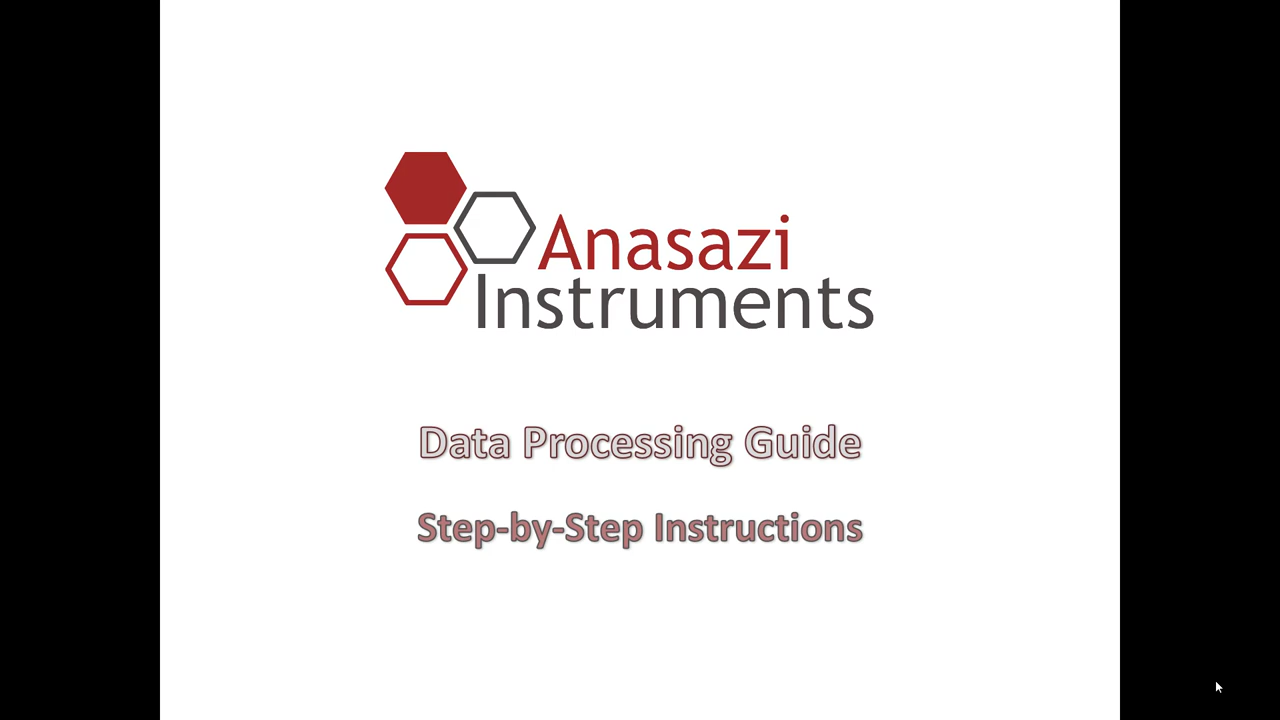 Anasazi
Instruments
Data Processing Guide
Step-by-Step Instructions